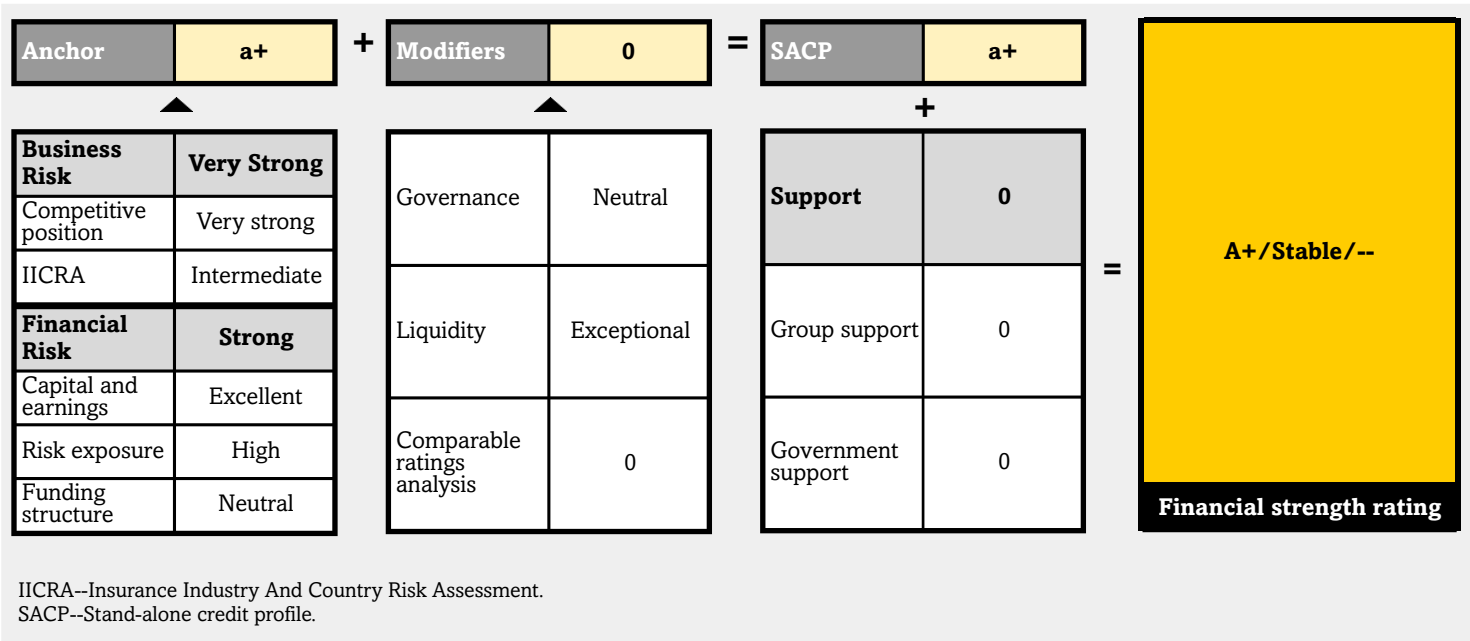 Anchor a+ + Modifiers 0 = SACP a+
+
Business
Risk
Very Strong
Competitive
position
Very strong
IICRA Intermediate
Financial
Risk
Strong
Capital and
earnings
Excellent
Risk exposure High
Funding
structure
Neutral
Governance Neutral
Liquidity Exceptional
Comparable
ratings
analysis
0
Support 0
Group support 0
Government
support
0
=
A+/Stable/--
Financial strength rating
IICRA--Insurance Industry And Country Risk Assessment.
SACP--Stand-alone credit profile.